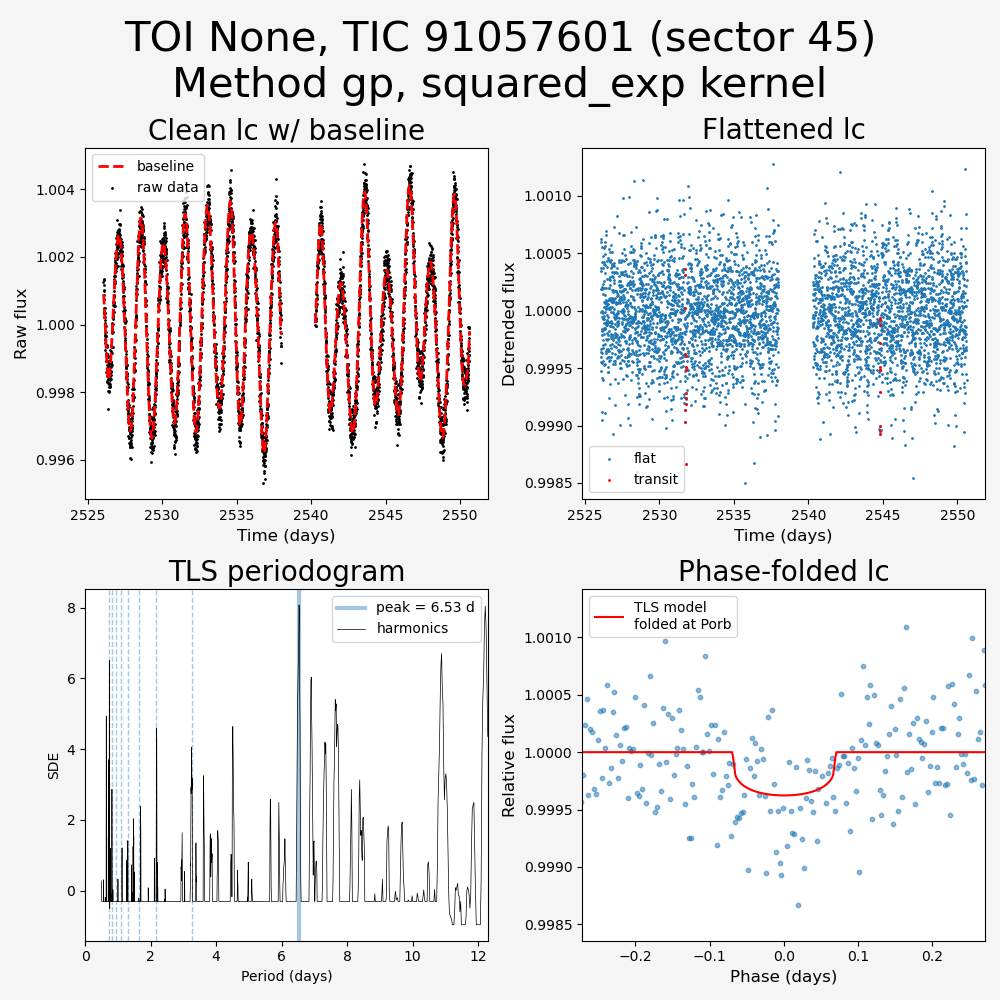 TOI None, TIC 91057601 (sector 45)
Method gp, squared_exp kernel
Clean lc w/ baseline
baseline
raw data
1.004
1.002
1.000
0.998
0.996
Raw flux
2525
2530
2535
2540
2545
2550
Time (days)
Flattened lc
1.0010
1.0005
1.0000
0.9995
0.9990
0.9985
Detrended flux
flat
transit
2525
2530
2535
2540
2545
2550
Time (days)
TLS periodogram
peak = 6.53 d
harmonics
8
6
4
2
0
SDE
0
2
4
6
8
10
12
Period (days)
Phase-folded lc
TLS model
folded at Porb
1.0010
1.0005
1.0000
0.9995
0.9990
0.9985
Relative flux
−0.2
−0.1
0.0
0.1
0.2
Phase (days)